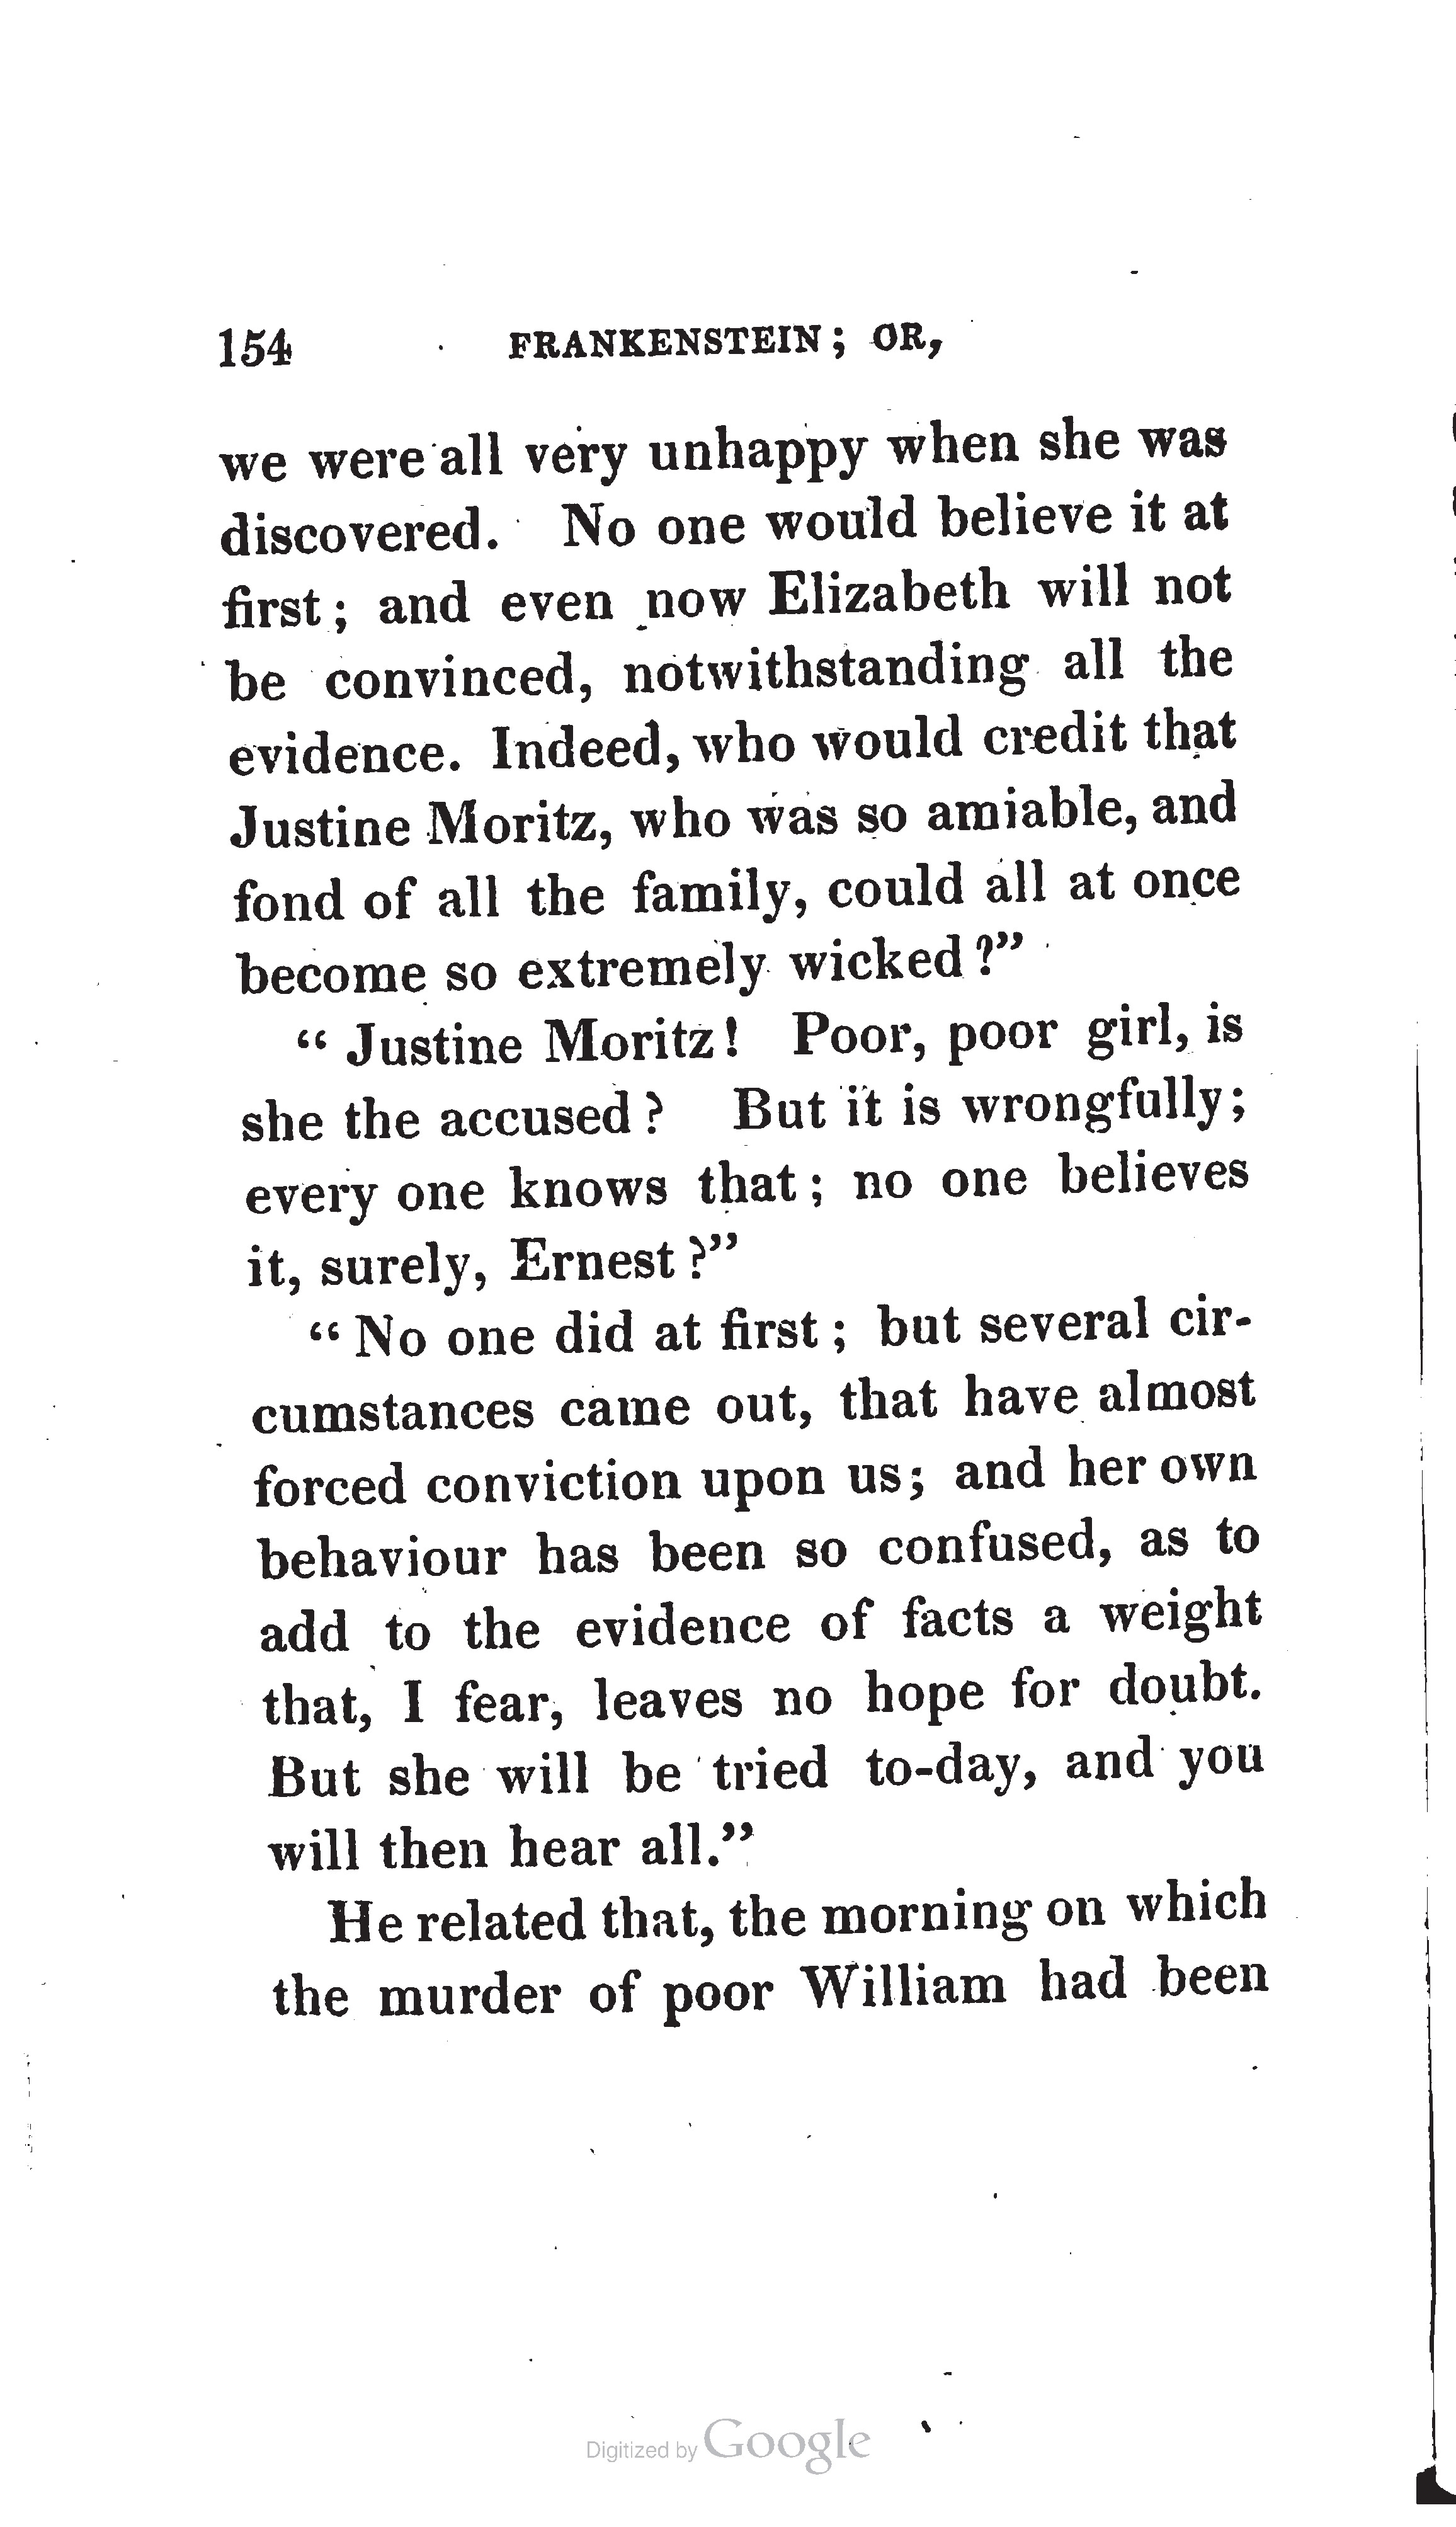 154 FRANKENSTEIN; OR,
we were all very unhappy when she was
discovered. No one would believe it at
first; and even now Elizabeth will not
be convinced, notwithstanding all the
evidence. Indeed, who would credit that
Justine Moritz, who was so amiable, and
fond of all the family, could all at once
become so extremely wicked?”
“Justine Moritz! Poor, poor girl, is
she the accused? But it is wrongfully;
every one knows that; no one believes
it, surely, Ernest?”
“No one did at first; but several cir-
cumstances came out, that have almost
forced conviction upon us; and her own
behaviour has been so confused, as to
add to the evidence of facts a weight
that, I fear, leaves no hope for doubt.
But she will be tried to-day, and you
will then hear all.”
He related that, the morning on which
the murder of poor William had been
Digitized by Google